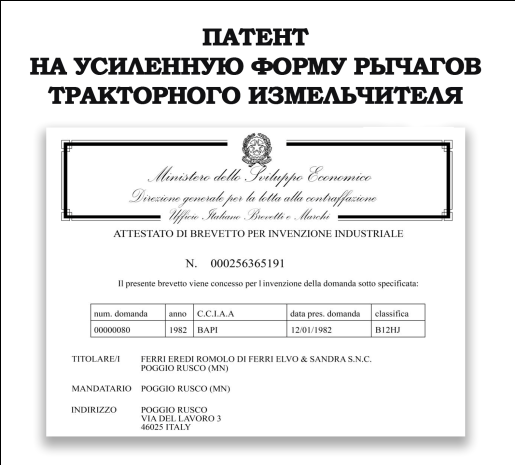 ПАТЕНТ
НА УСИЛЕННУЮ ФОРМУ РЫЧАГОВ
ТРАКТОРНОГО ИЗМЕЛЬЧИТЕЛЯ
Ministero dello Sviluppo Economico
Direzione generale per la lotta alla contraffazione
Ufficio Italiano Brevetti e Marchi
ATTESTATO DI BREVETTO PER INVENZIONE INDUSTRIALE
N. 000256365191
Il presente brevetto viene concesso per l invenzione della domanda sotto specificata:
num. domanda anno C.C.I.A.A data pres. domanda classifica
00000080 1982 BAPI 12/01/1982 B12HJ
TITOLARE/I FERRI EREDI ROMOLO DI FERRI ELVO & SANDRA S.N.C.
POGGIO RUSCO (MN)
MANDATARIO POGGIO RUSCO (MN)
INDIRIZZO POGGIO RUSCO
VIA DEL LAVORO 3
46025 ITALY